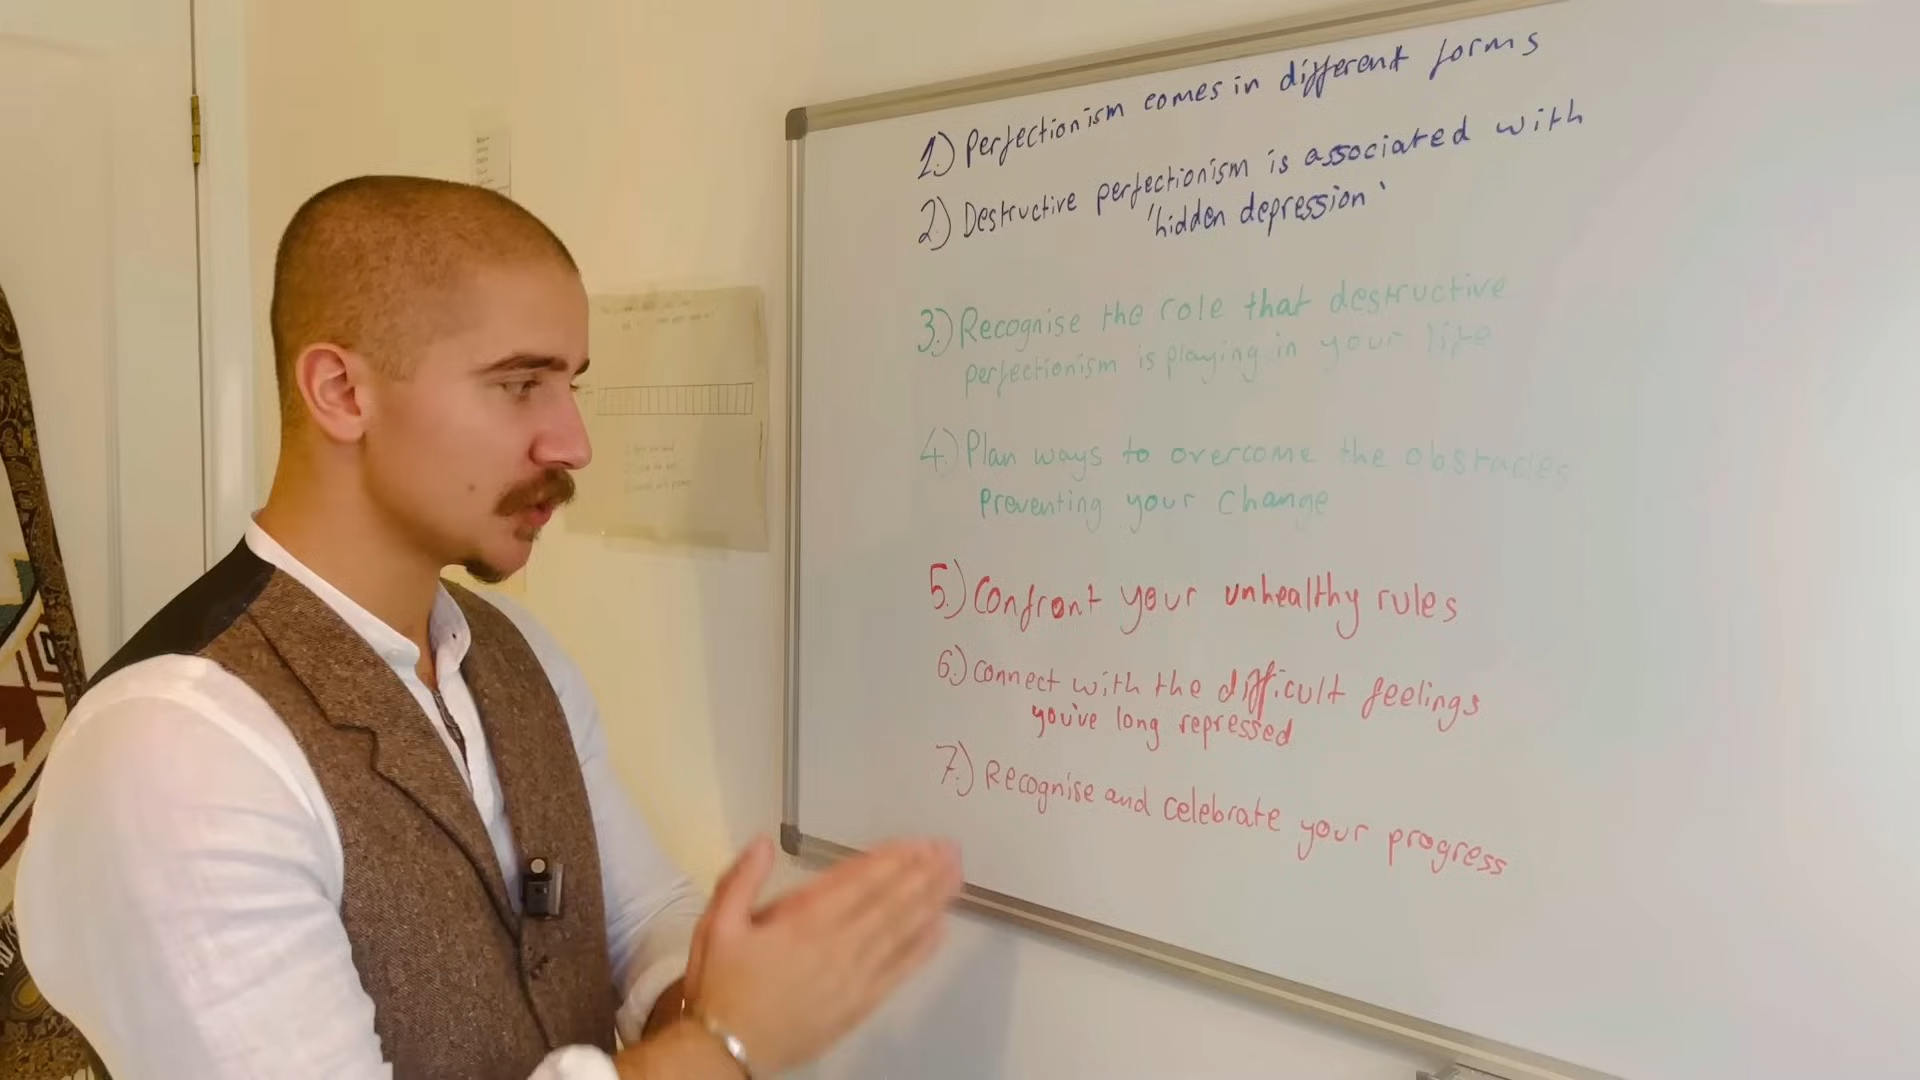 1.) Perfectionism comes in different forms
2.) Destructive perfectionism is associated with
'hidden depression'
3.) Recognise the role that destructive
perfectionism is playing in your life
4.) Plan ways to overcome the obstacles
preventing your change
5.) Confront your unhealthy rules
6.) Connect with the difficult feelings
you've long repressed
7.) Recognise and celebrate your progress